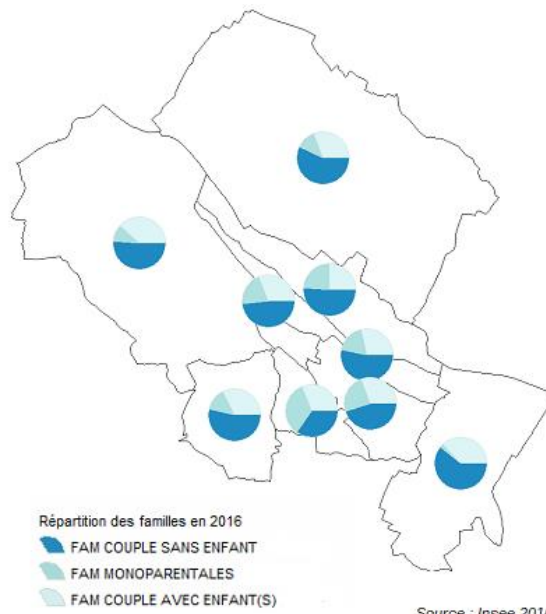 Répartition des familles en 2016
FAM COUPLE SANS ENFANT
FAM MONOPARENTALES
FAM COUPLE AVEC ENFANT(S)
Source : Insee